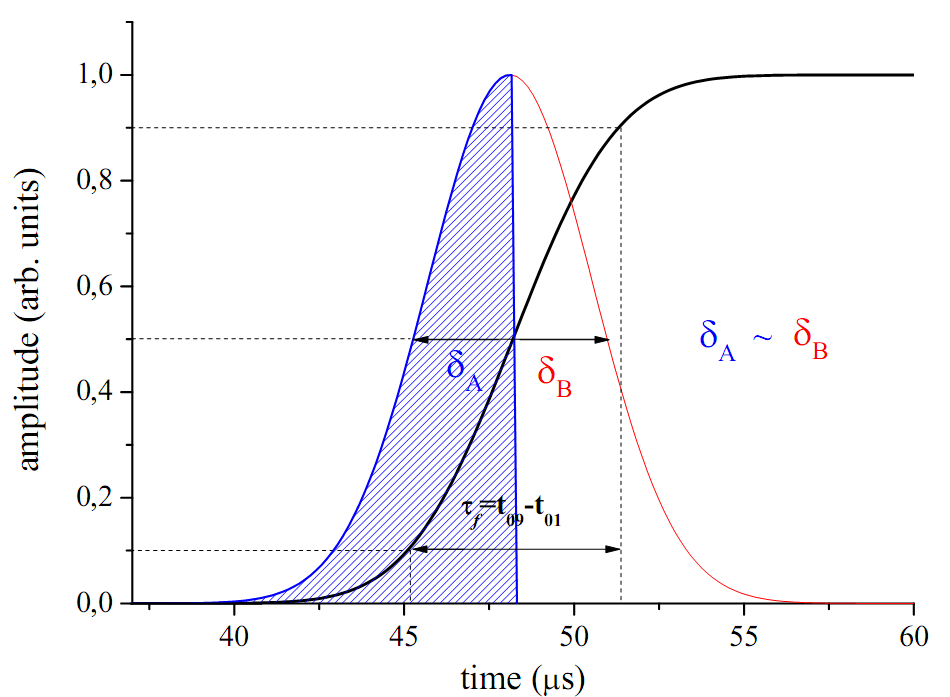 amplitude (arb. units)
1,0
0,8
0,6
0,4
0,2
0,0
δA
δB
δA ~ δB
τf=t09-t01
40
45
50
55
60
time (μs)